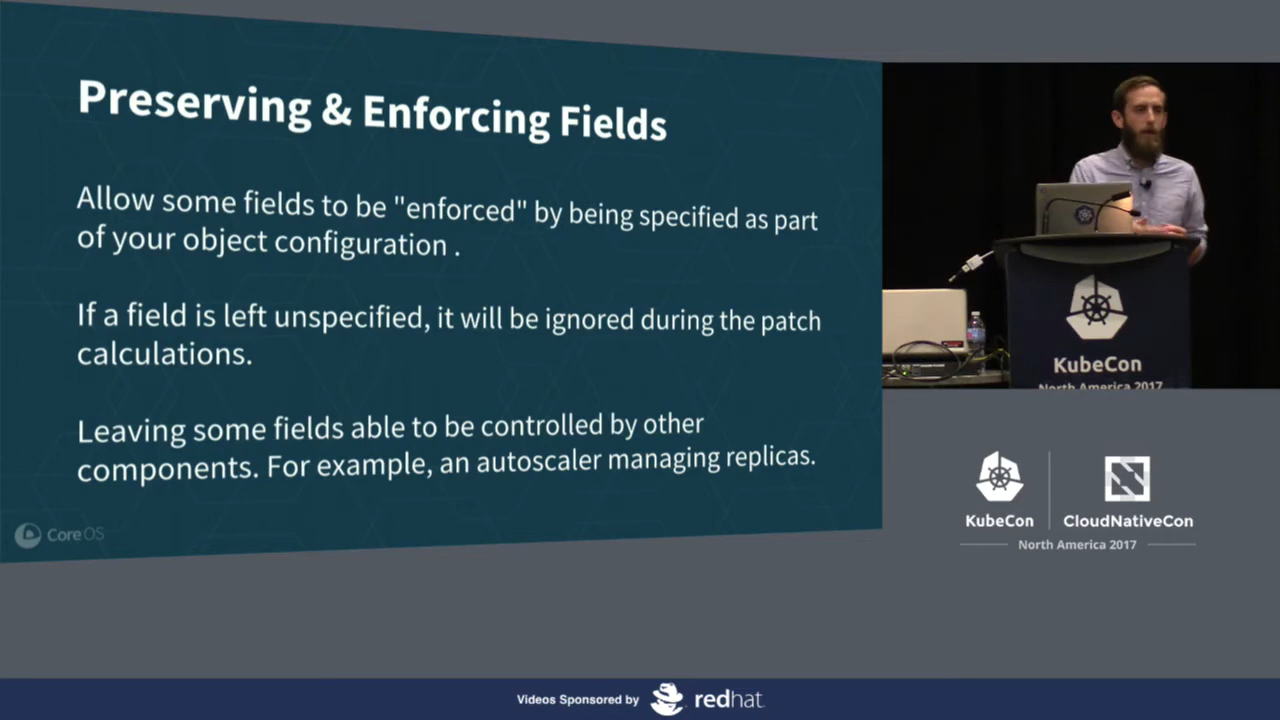 Preserving & Enforcing Fields
Allow some fields to be "enforced" by being specified as part
of your object configuration .
If a field is left unspecified, it will be ignored during the patch
calculations.
Leaving some fields able to be controlled by other
components. For example, an autoscaler managing replicas.
CoreOS
KubeCon
North America 2017
KubeCon
CloudNativeCon
North America 2017
Videos Sponsored by
redhat